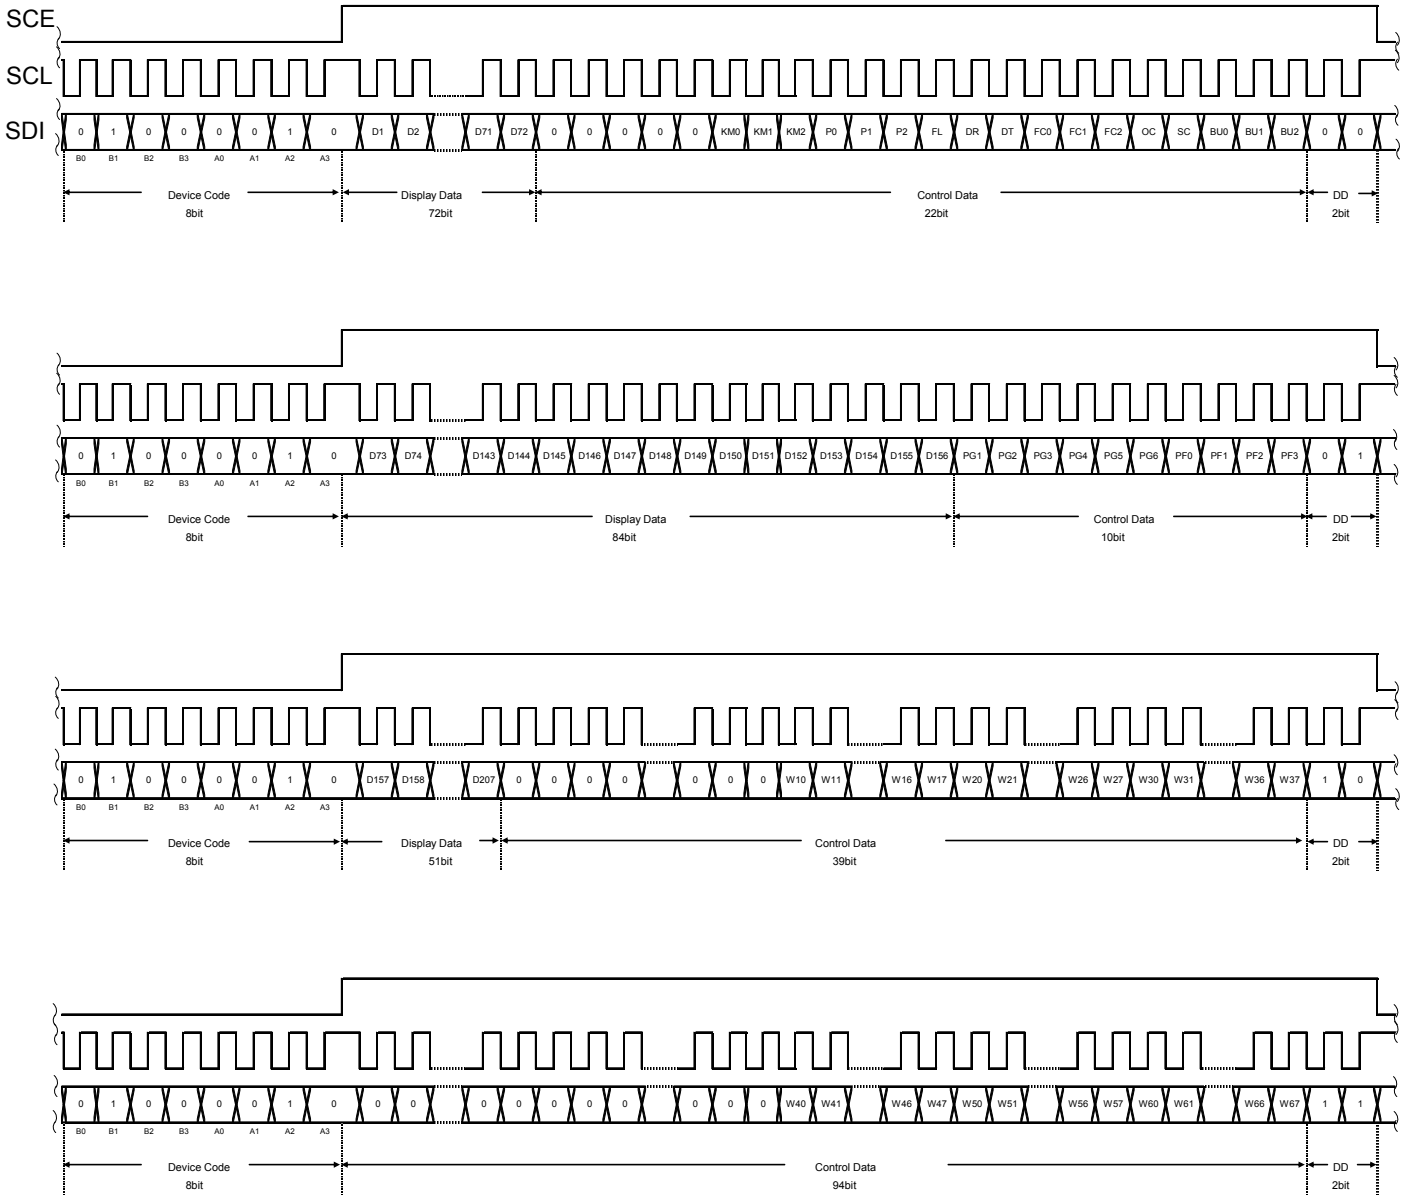 SCE
SCL
SDI 0 1 0 0 0 0 1 0 D1 D2 D71 D72 0 0 0 0 0 KM0 KM1 KM2 P0 P1 P2 FL DR DT FC0 FC1 FC2 OC SC BU0 BU1 BU2 0 0
B0 B1 B2 B3 A0 A1 A2 A3
Device Code Display Data Control Data DD
8bit 72bit 22bit 2bit
0 1 0 0 0 0 1 0 D73 D74 D143 D144 D145 D146 D147 D148 D149 D150 D151 D152 D153 D154 D155 D156 PG1 PG2 PG3 PG4 PG5 PG6 PF0 PF1 PF2 PF3 0 1
B0 B1 B2 B3 A0 A1 A2 A3
Device Code Display Data Control Data DD
8bit 84bit 10bit 2bit
0 1 0 0 0 0 1 0 D157 D158 D207 0 0 0 0 0 0 0 W10 W11 W16 W17 W20 W21 W26 W27 W30 W31 W36 W37 1 0
B0 B1 B2 B3 A0 A1 A2 A3
Device Code Display Data Control Data DD
8bit 51bit 39bit 2bit
0 1 0 0 0 0 1 0 0 0 0 0 0 0 0 0 0 0 W40 W41 W46 W47 W50 W51 W56 W57 W60 W61 W66 W67 1 1
B0 B1 B2 B3 A0 A1 A2 A3
Device Code Control Data DD
8bit 94bit 2bit